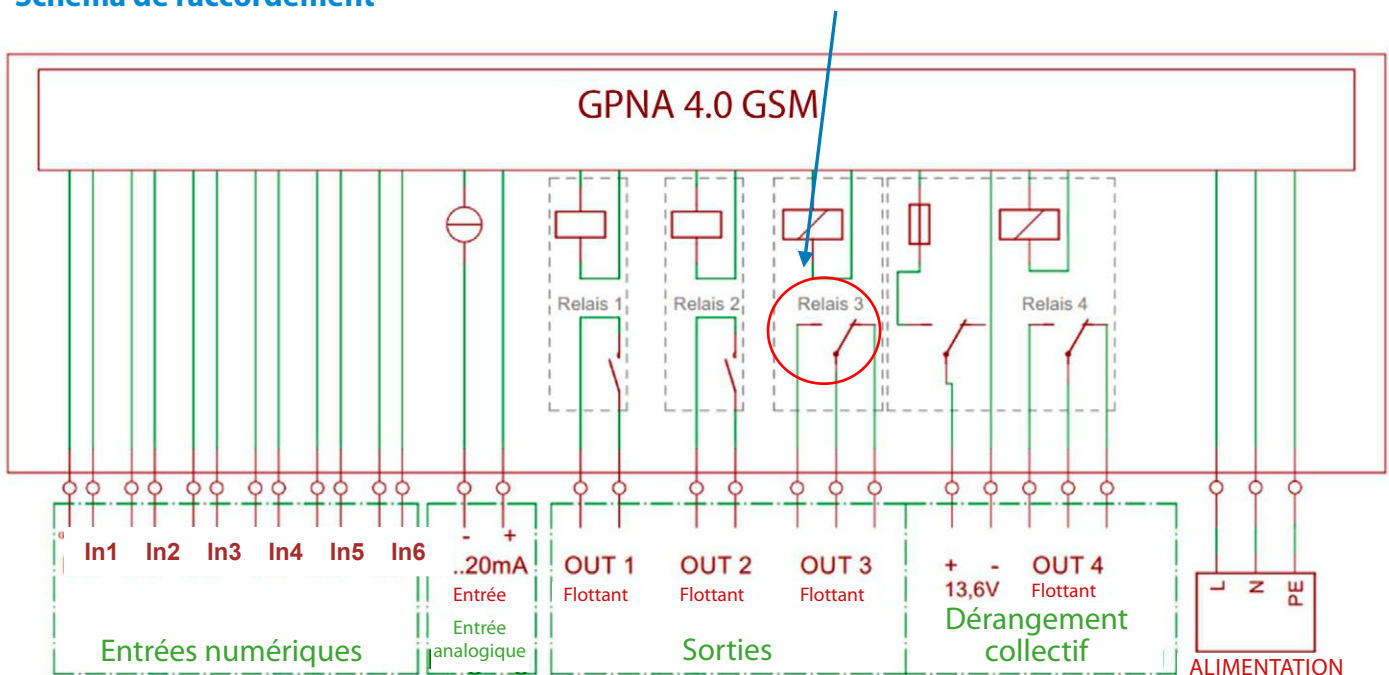 Schéma de raccordement
GPNA 4.0 GSM
Relais 1
Relais 2
Relais 3
Relais 4
In1 In2 In3 In4 In5 In6
- +
..20mA
Entrée
Entrée
analogique
OUT 1
Flottant
OUT 2
Flottant
OUT 3
Flottant
+ -
13,6V
OUT 4
Flottant
Entrées numériques
Sorties
Dérangement
collectif
L
N
PE
ALIMENTATION